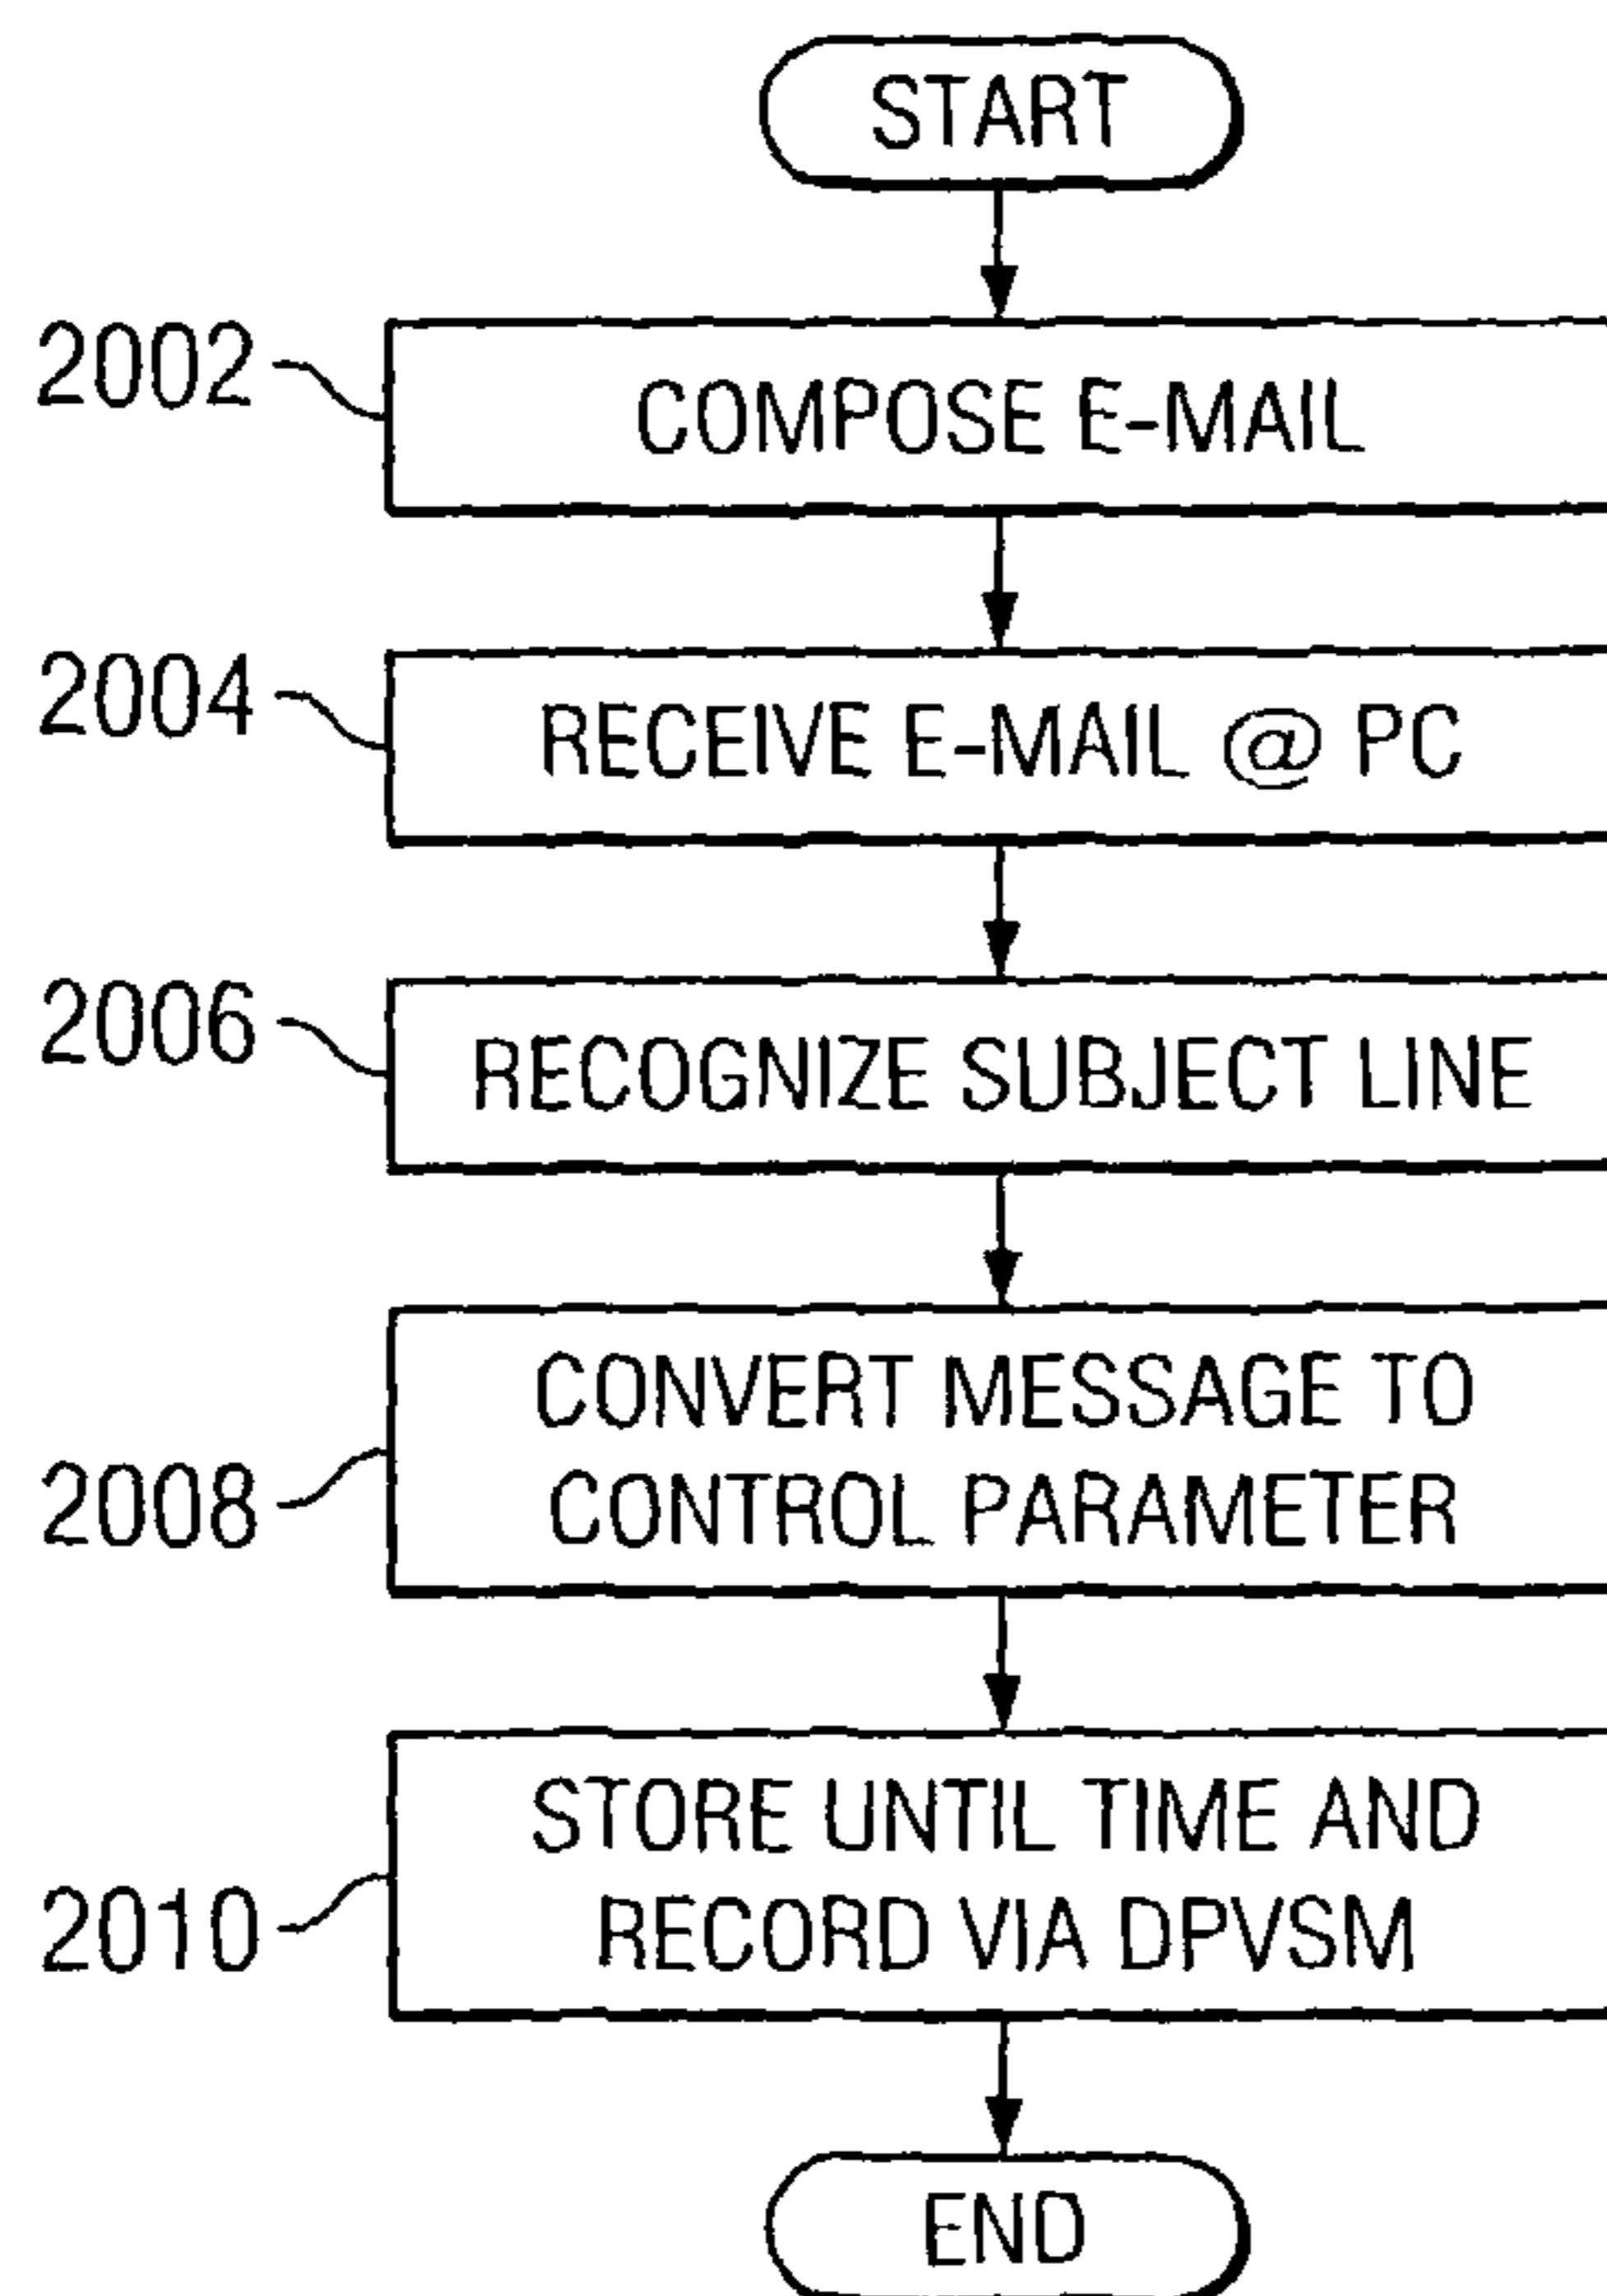 START
2002
COMPOSE E-MAIL
2004
RECEIVE E-MAIL @ PC
2006
RECOGNIZE SUBJECT LINE
2008
CONVERT MESSAGE TO
CONTROL PARAMETER
2010
STORE UNTIL TIME AND
RECORD VIA DPVSM
END